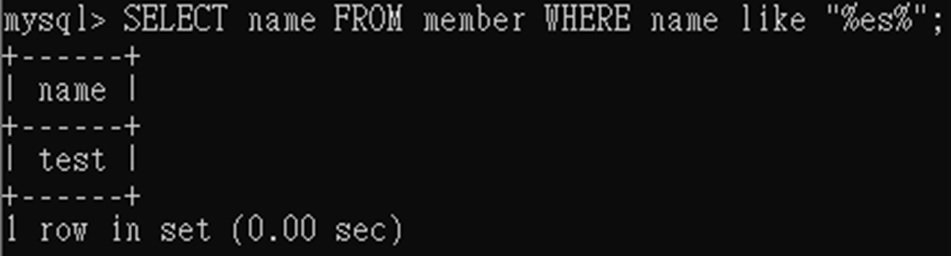 mysql> SELECT name FROM member WHERE name like "%es%";
+------+
| name |
+------+
| test |
+------+
1 row in set (0.00 sec)